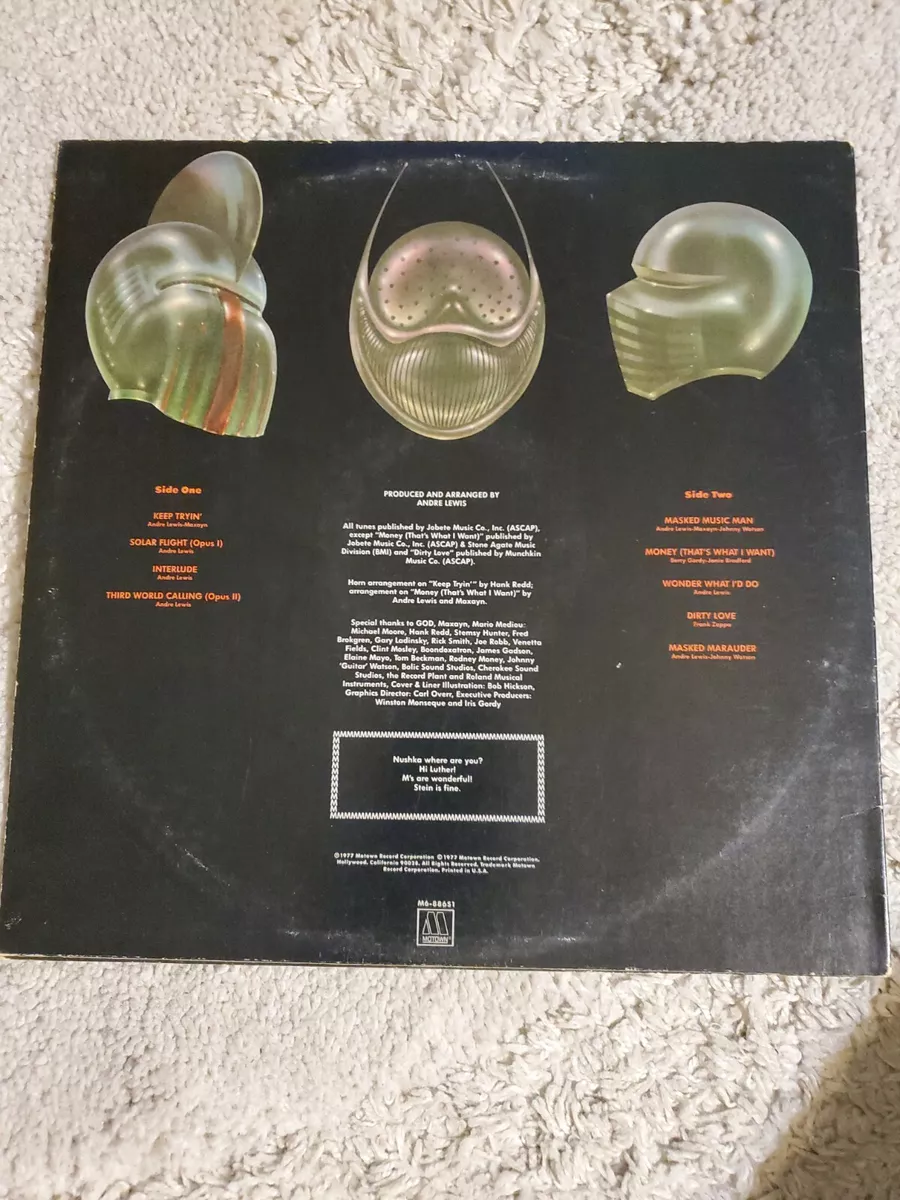 Side One
KEEP TRYIN'
Andre Lewis-Maxayn
SOLAR FLIGHT (Opus I)
Andre Lewis
INTERLUDE
Andre Lewis
THIRD WORLD CALLING (Opus II)
Andre Lewis
PRODUCED AND ARRANGED BY
ANDRE LEWIS
All tunes published by Jobete Music Co., Inc. (ASCAP),
except "Money (That's What I Want)" published by
Jobete Music Co., Inc. (ASCAP) & Stone Agate Music
Division (BMI) and "Dirty Love" published by Munchkin
Music Co. (ASCAP).
Horn arrangement on "Keep Tryin'" by Hank Redd;
arrangement on "Money (That's What I Want)" by
Andre Lewis and Maxayn.
Special thanks to GOD, Maxayn, Mario Mediou:
Michael Moore, Hank Redd, Stemsy Hunter, Fred
Brokgren, Gary Ladinsky, Rick Smith, Joe Robb, Venetta
Fields, Clint Mosley, Boondoxatron, James Gadson,
Elaine Mayo, Tom Beckman, Rodney Money, Johnny
'Guitar' Watson, Bolic Sound Studios, Cherokee Sound
Studios, the Record Plant and Roland Musical
Instruments, Cover & Liner Illustration: Bob Hickson,
Graphics Director: Carl Overr, Executive Producers:
Winston Monseque and Iris Gordy
Nushka where are you?
Hi Luther!
M's are wonderful!
Stein is fine.
℗1977 Motown Record Corporation ©1977 Motown Record Corporation,
Hollywood, California 90028. All Rights Reserved. Trademark Motown
Record Corporation. Printed in U.S.A.
M6-886S1
MOTOWN®
Side Two
MASKED MUSIC MAN
Andre Lewis-Maxayn-Johnny Watson
MONEY (THAT'S WHAT I WANT)
Berry Gordy-Janie Bradford
WONDER WHAT I'D DO
Andre Lewis
DIRTY LOVE
Frank Zappa
MASKED MARAUDER
Andre Lewis-Johnny Watson